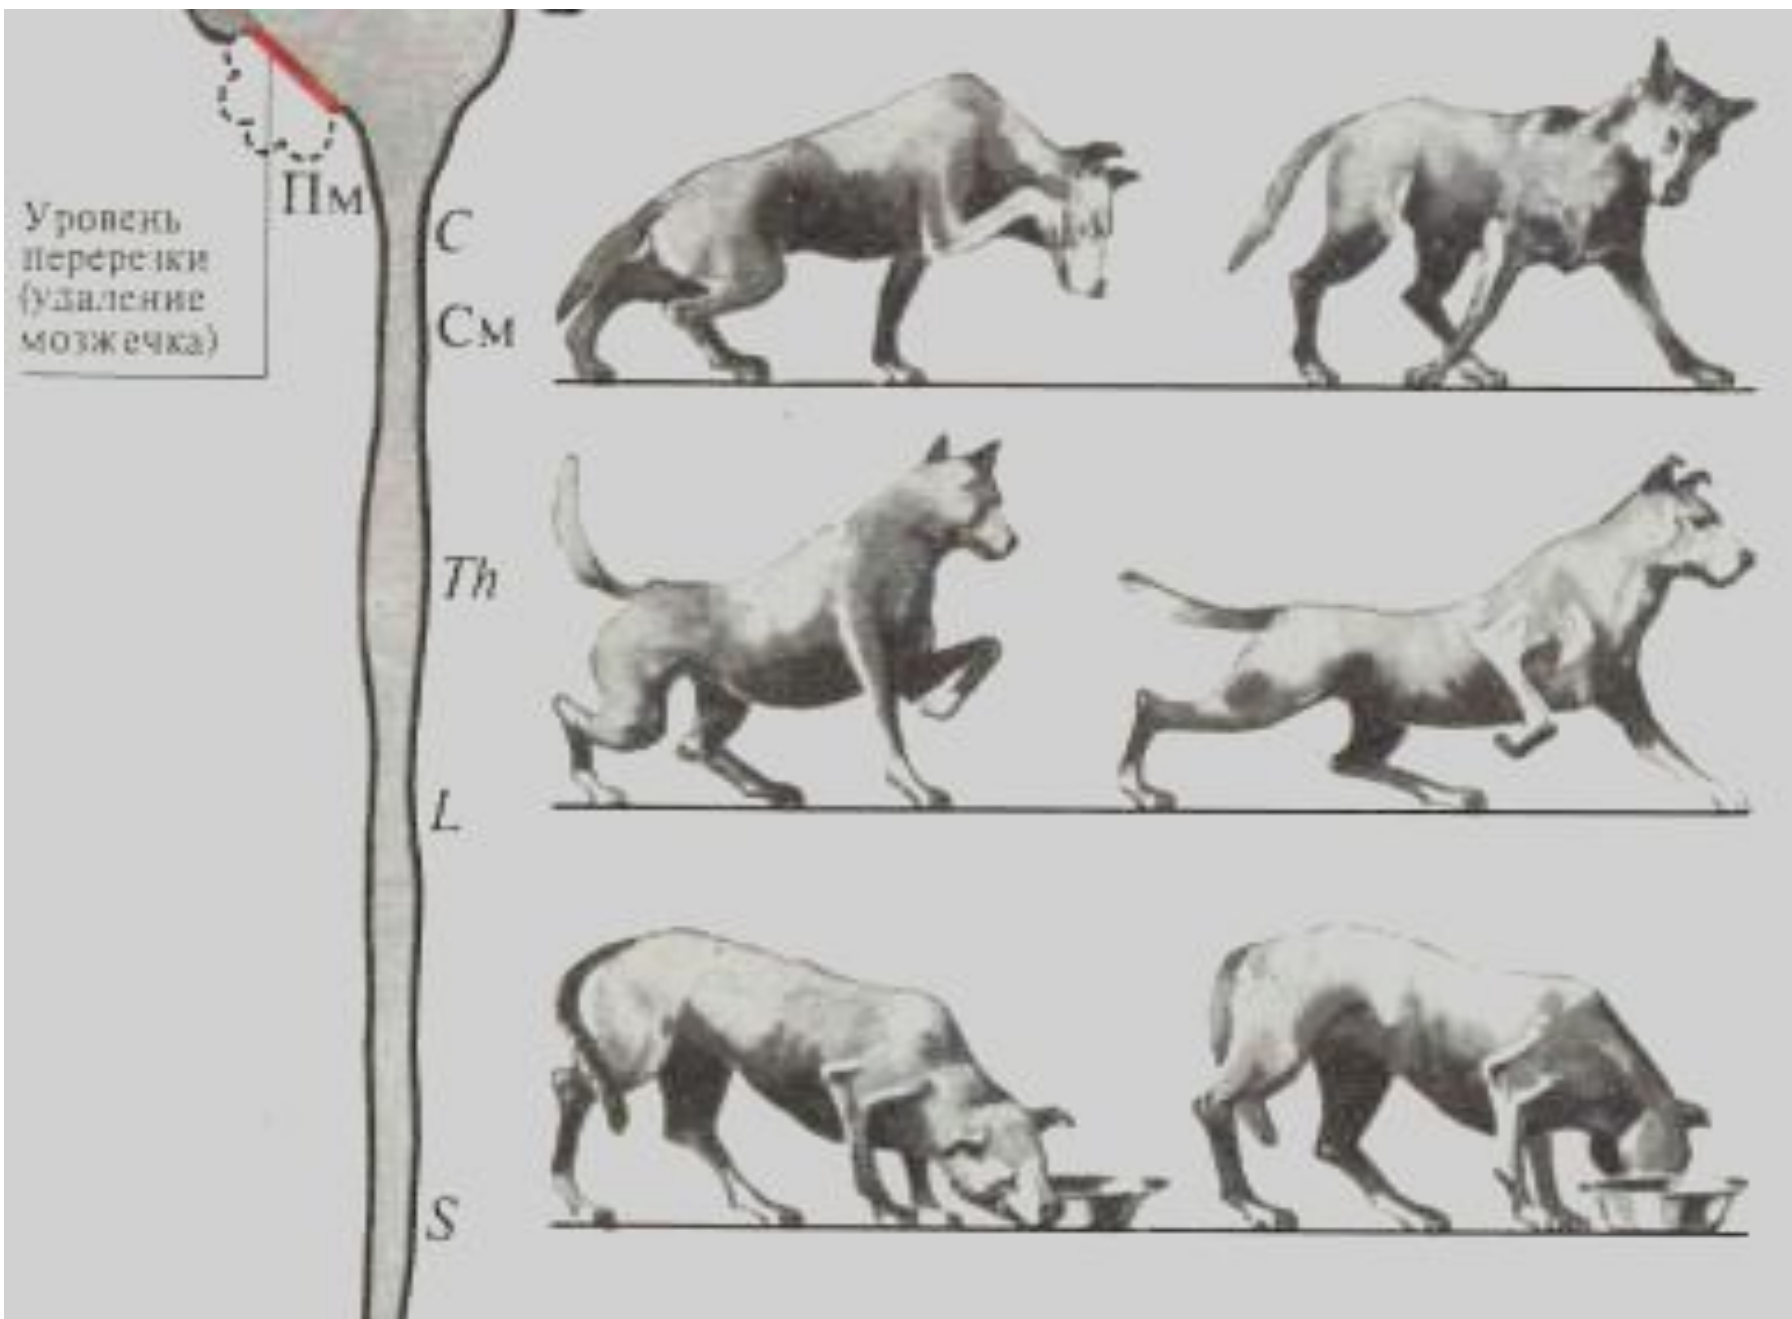 Пм
Уровень
перерезки
(удаление
мозжечка)
C
См
Th
L
S